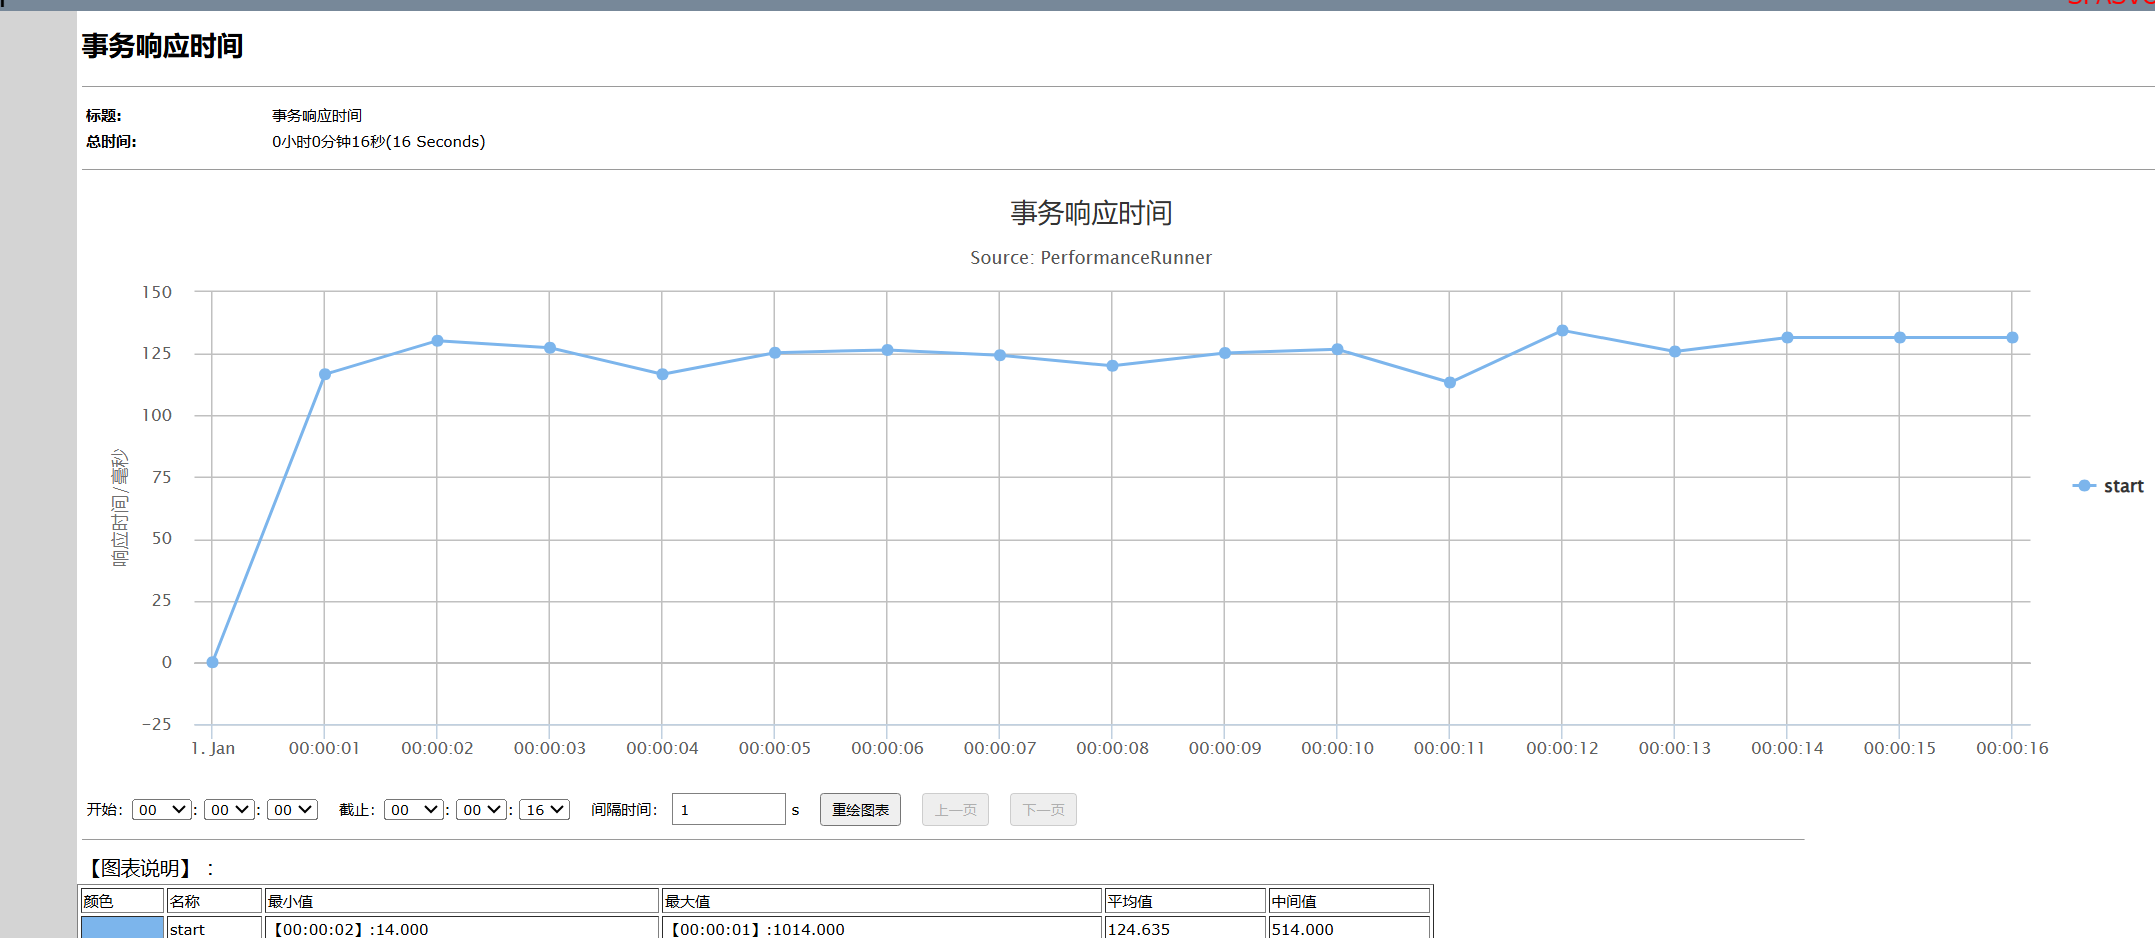 事务响应时间
标题: 事务响应时间
总时间: 0小时0分钟16秒(16 Seconds)
事务响应时间
Source: PerformanceRunner
150
125
100
75
50
25
0
-25
响应时间/毫秒
start
1. Jan 00:00:01 00:00:02 00:00:03 00:00:04 00:00:05 00:00:06 00:00:07 00:00:08 00:00:09 00:00:10 00:00:11 00:00:12 00:00:13 00:00:14 00:00:15 00:00:16
开始: 00 : 00 : 00 截止: 00 : 00 : 16 间隔时间: 1 s 重绘图表 上一页 下一页
【图表说明】：
颜色 名称 最小值 最大值 平均值 中间值
start 【00:00:02】:14.000 【00:00:01】:1014.000 124.635 514.000